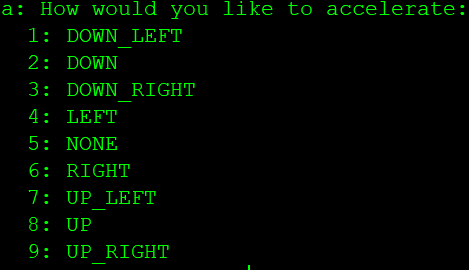 a: How would you like to accelerate:
1: DOWN_LEFT
2: DOWN
3: DOWN_RIGHT
4: LEFT
5: NONE
6: RIGHT
7: UP_LEFT
8: UP
9: UP_RIGHT